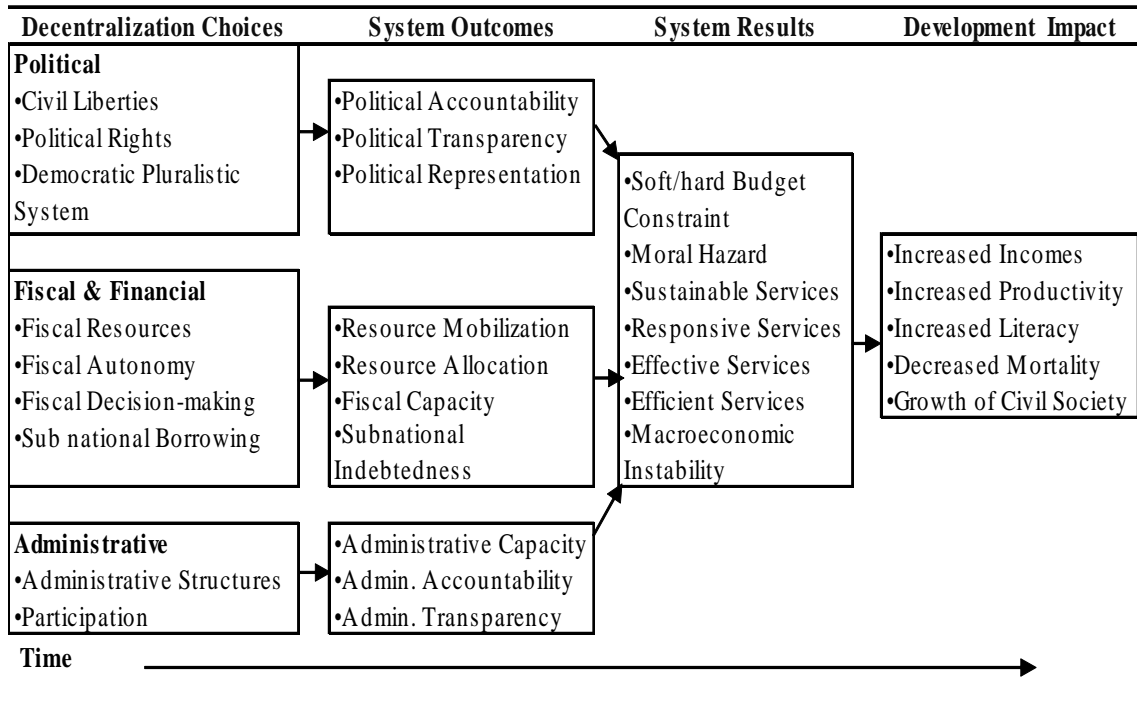 Decentralization Choices System Outcomes System Results Development Impact
Political
•Civil Liberties
•Political Rights
•Democratic Pluralistic
System
•Political Accountability
•Political Transparency
•Political Representation
Fiscal & Financial
•Fiscal Resources
•Fiscal Autonomy
•Fiscal Decision-making
•Sub national Borrowing
•Resource Mobilization
•Resource Allocation
•Fiscal Capacity
•Subnational
Indebtedness
Administrative
•Administrative Structures
•Participation
•Administrative Capacity
•Admin. Accountability
•Admin. Transparency
•Soft/hard Budget
Constraint
•Moral Hazard
•Sustainable Services
•Responsive Services
•Effective Services
•Efficient Services
•Macroeconomic
Instability
•Increased Incomes
•Increased Productivity
•Increased Literacy
•Decreased Mortality
•Growth of Civil Society
Time